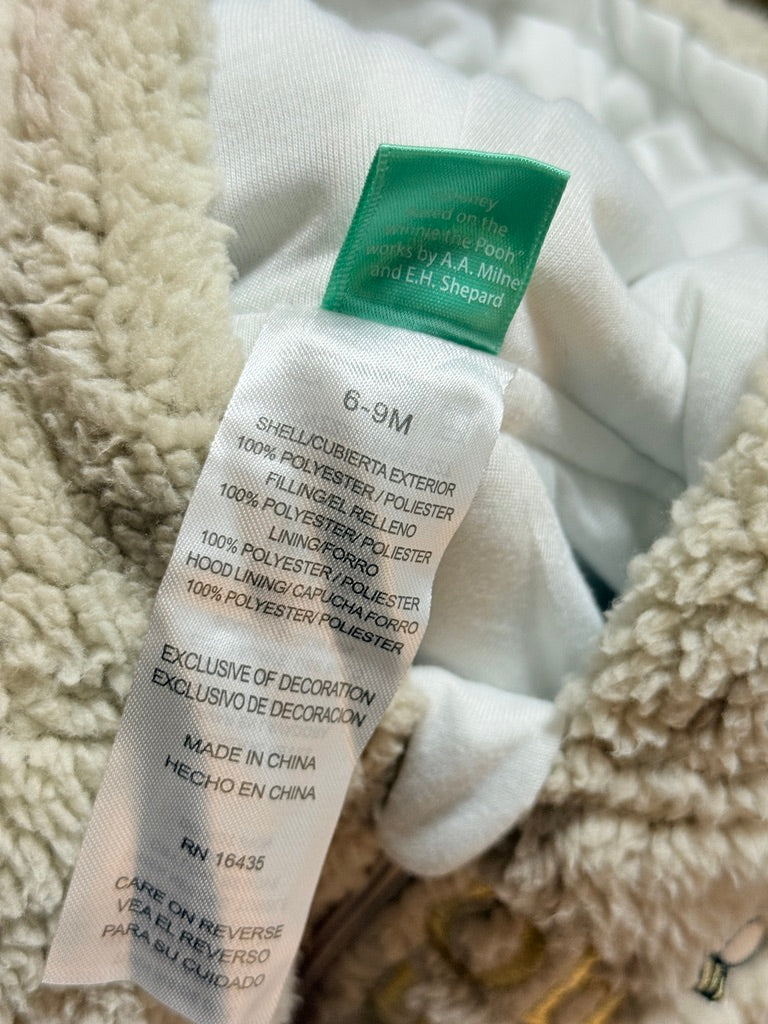 Disney
based on the
"Winnie the Pooh"
works by A.A. Milne
and E.H. Shepard
6-9M
SHELL/CUBIERTA EXTERIOR
100% POLYESTER / POLIESTER
FILLING/EL RELLENO
100% POLYESTER/ POLIESTER
LINING/FORRO
100% POLYESTER / POLIESTER
HOOD LINING/ CAPUCHA FORRO
100% POLYESTER/ POLIESTER
EXCLUSIVE OF DECORATION
EXCLUSIVO DE DECORACION
MADE IN CHINA
HECHO EN CHINA
RN 16435
CARE ON REVERSE
VEA EL REVERSO
PARA SU CUIDADO